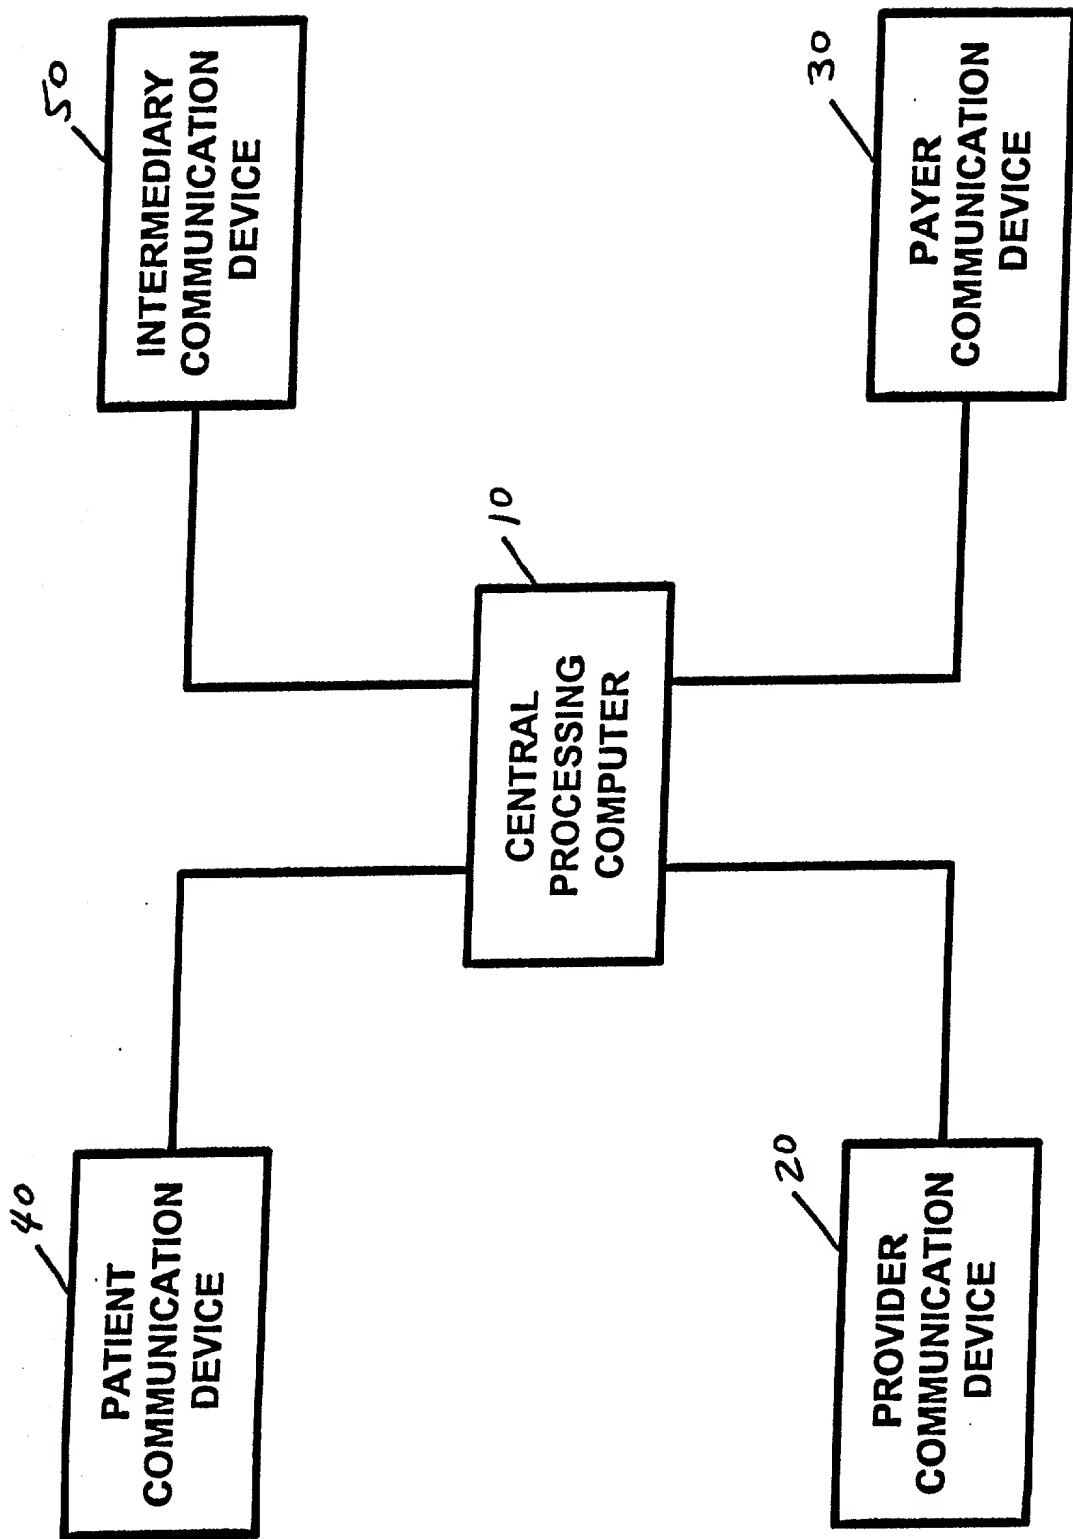 40
PATIENT
COMMUNICATION
DEVICE
50
INTERMEDIARY
COMMUNICATION
DEVICE
10
CENTRAL
PROCESSING
COMPUTER
20
PROVIDER
COMMUNICATION
DEVICE
30
PAYER
COMMUNICATION
DEVICE